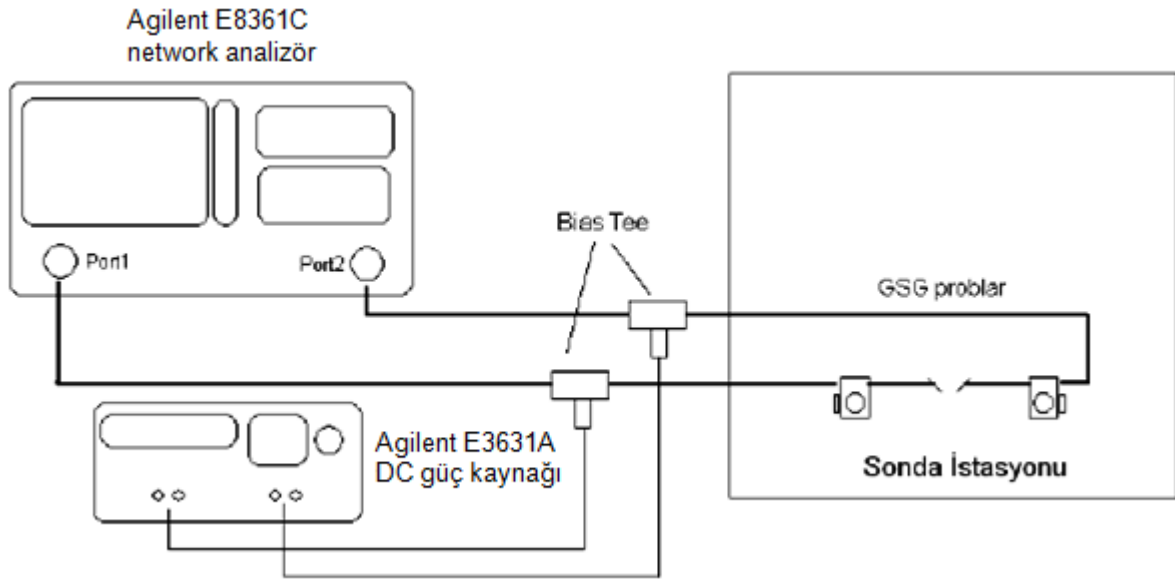 Agilent E8361C
network analizör
Port1
Port2
Bias Tee
GSG problar
Agilent E3631A
DC güç kaynağı
Sonda İstasyonu